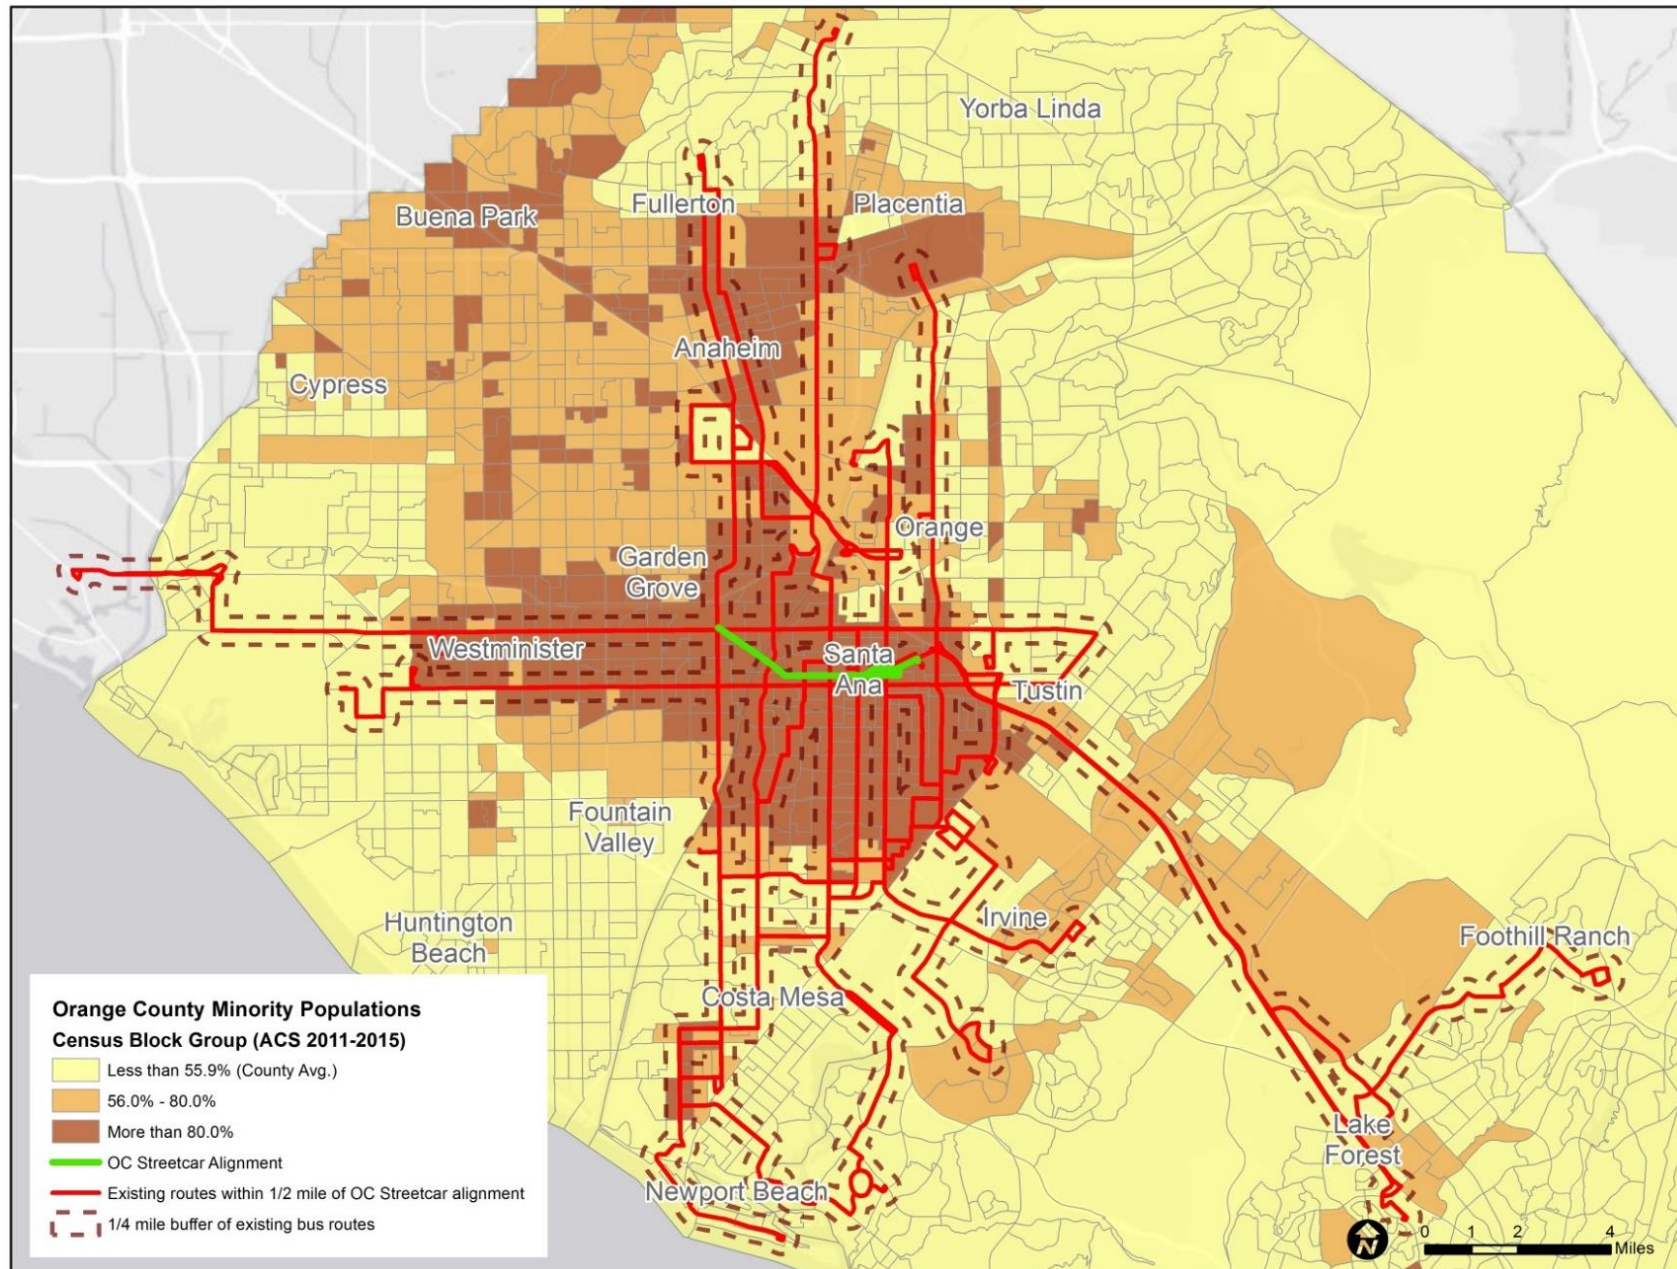 Yorba Linda
Fullerton
Placentia
Buena Park
Anaheim
Cypress
Orange
Garden
Grove
Westminister
Santa
Ana
Tustin
Fountain
Valley
Huntington
Beach
Irvine
Foothill Ranch
Costa Mesa
Lake
Forest
Newport Beach
Orange County Minority Populations
Census Block Group (ACS 2011-2015)
Less than 55.9% (County Avg.)
56.0% - 80.0%
More than 80.0%
OC Streetcar Alignment
Existing routes within 1/2 mile of OC Streetcar alignment
1/4 mile buffer of existing bus routes
N
0 1 2 4
Miles